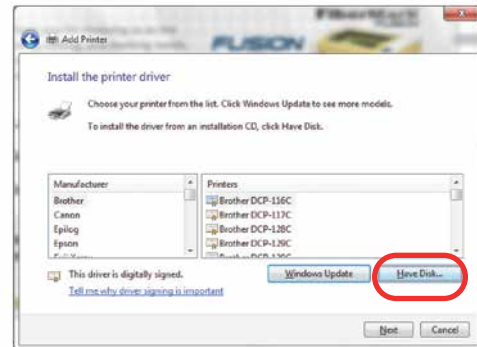 FiberMark
FUSION
Add Printer
Install the printer driver
Choose your printer from the list. Click Windows Update to see more models.
To install the driver from an installation CD, click Have Disk.
Manufacturer
Brother
Canon
Epilog
Epson
Printers
Brother DCP-116C
Brother DCP-117C
Brother DCP-128C
Brother DCP-129C
This driver is digitally signed.
Tell me why driver signing is important
Windows Update
Have Disk...
Next
Cancel